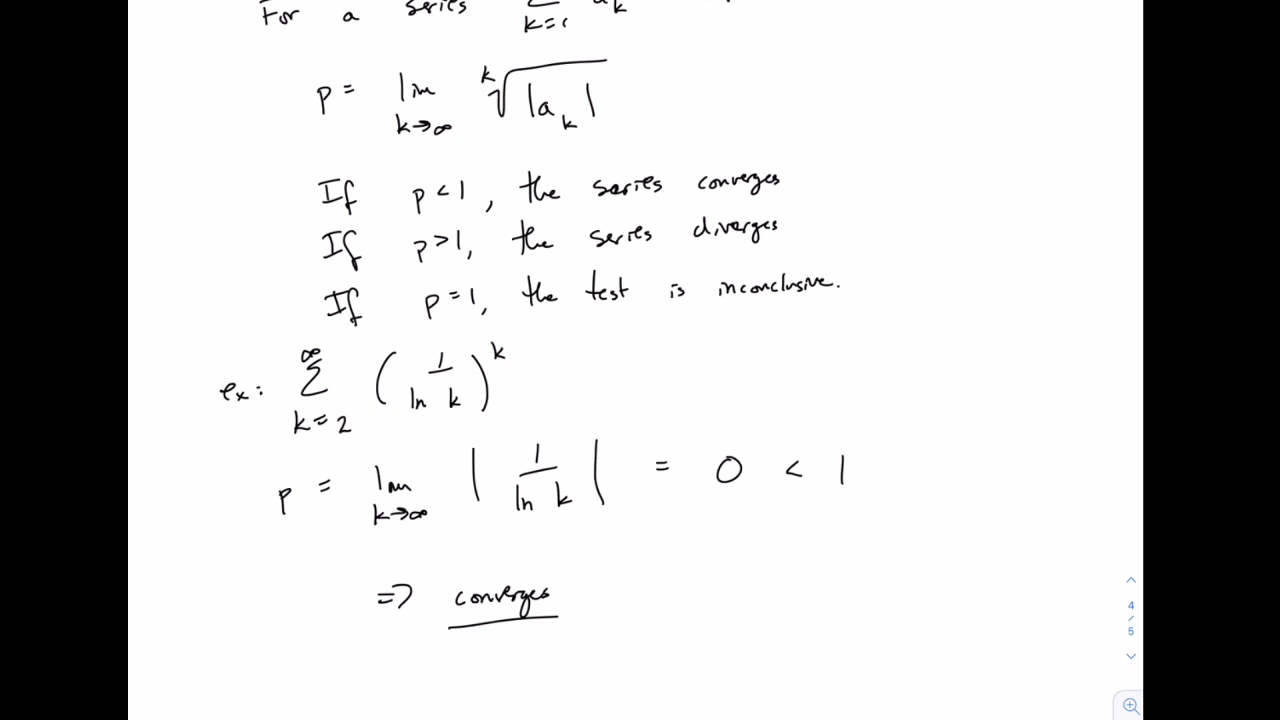 For a series ∑ k=1 a_k
p = lim k→∞ ᵏ√|a_k|
If p < 1, the series converges
If p > 1, the series diverges
If p = 1, the test is inconclusive.
ex: ∞ ∑ k=2 (1/ln k)^k
p = lim k→∞ |1/ln k| = 0 < 1
⇒ converges
4
/
5